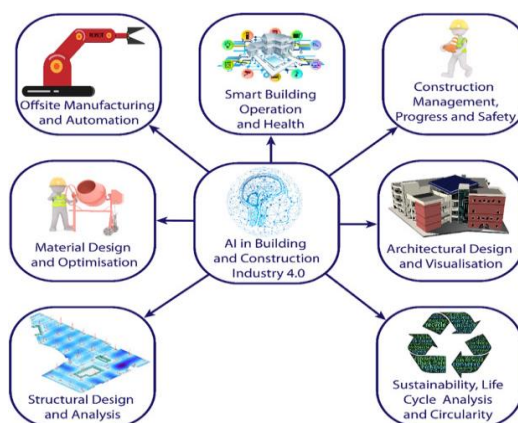 Offsite Manufacturing
and Automation
Smart Building
Operation
and Health
Construction
Management,
Progress and Safety
Material Design
and Optimisation
AI in Building
and Construction
Industry 4.0
Architectural Design
and Visualisation
Structural Design
and Analysis
Sustainability, Life
Cycle Analysis
and Circularity